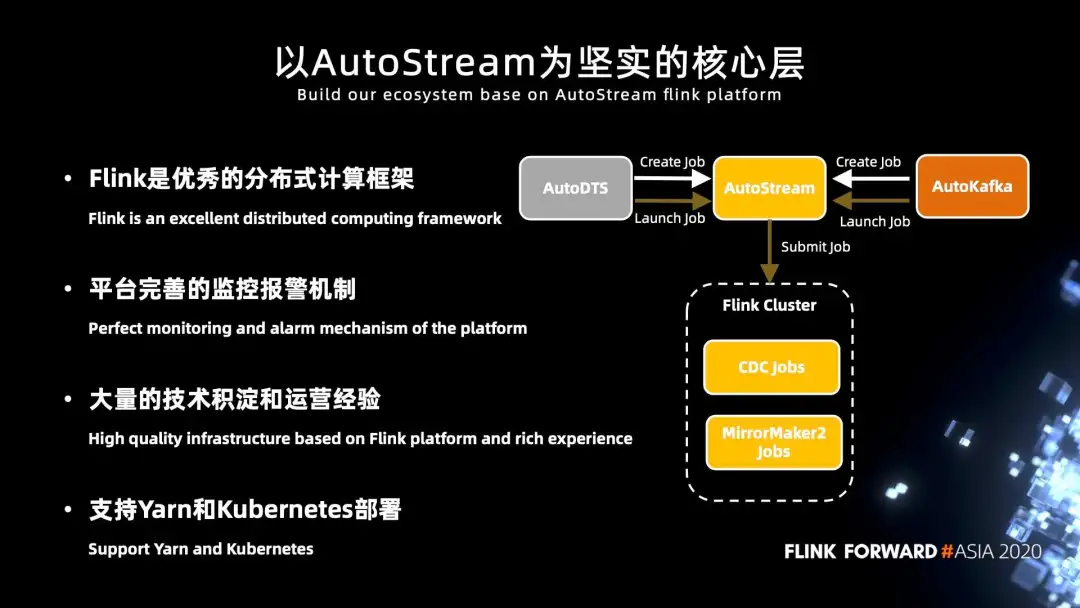 以AutoStream为坚实的核心层
Build our ecosystem base on AutoStream flink platform
• Flink是优秀的分布式计算框架
Flink is an excellent distributed computing framework
• 平台完善的监控报警机制
Perfect monitoring and alarm mechanism of the platform
• 大量的技术积淀和运营经验
High quality infrastructure based on Flink platform and rich experience
• 支持Yarn和Kubernetes部署
Support Yarn and Kubernetes
AutoDTS
Create Job
Launch Job
AutoStream
Create Job
Launch Job
AutoKafka
Submit Job
Flink Cluster
CDC Jobs
MirrorMaker2
Jobs
FLINK FORWARD #ASIA 2020